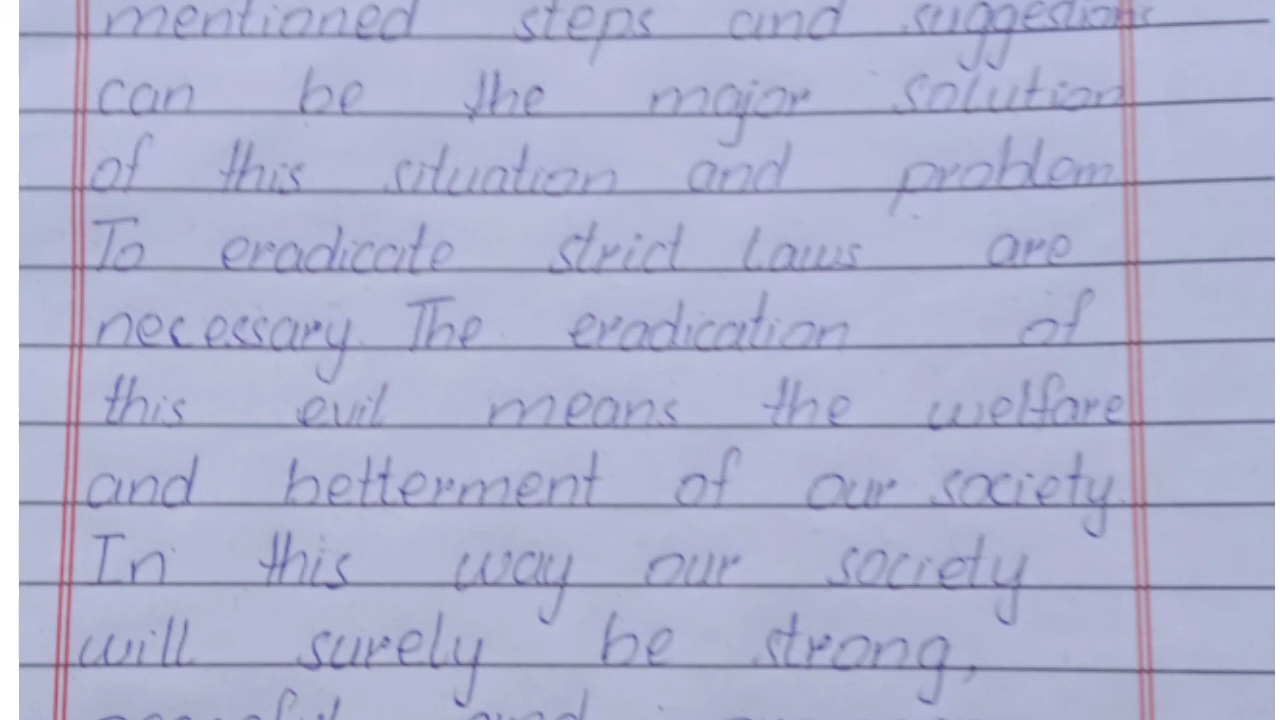 mentioned steps and suggestions
can be the major solution
of this situation and problem
To eradicate strict laws are
necessary. The eradication of
this evil means the welfare
and betterment of our society.
In this way our society
will surely be strong,
and